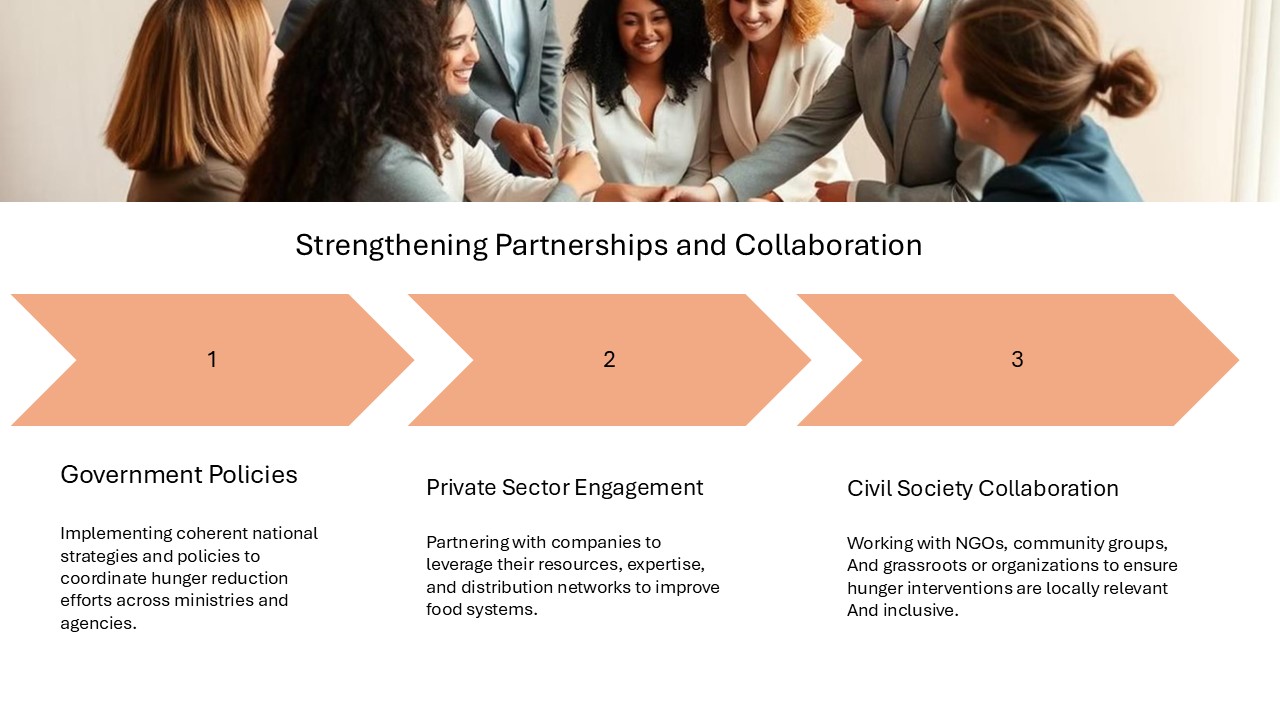 Strengthening Partnerships and Collaboration
1
2
3
Government Policies
Implementing coherent national
strategies and policies to
coordinate hunger reduction
efforts across ministries and
agencies.
Private Sector Engagement
Partnering with companies to
leverage their resources, expertise,
and distribution networks to improve
food systems.
Civil Society Collaboration
Working with NGOs, community groups,
And grassroots or organizations to ensure
hunger interventions are locally relevant
And inclusive.